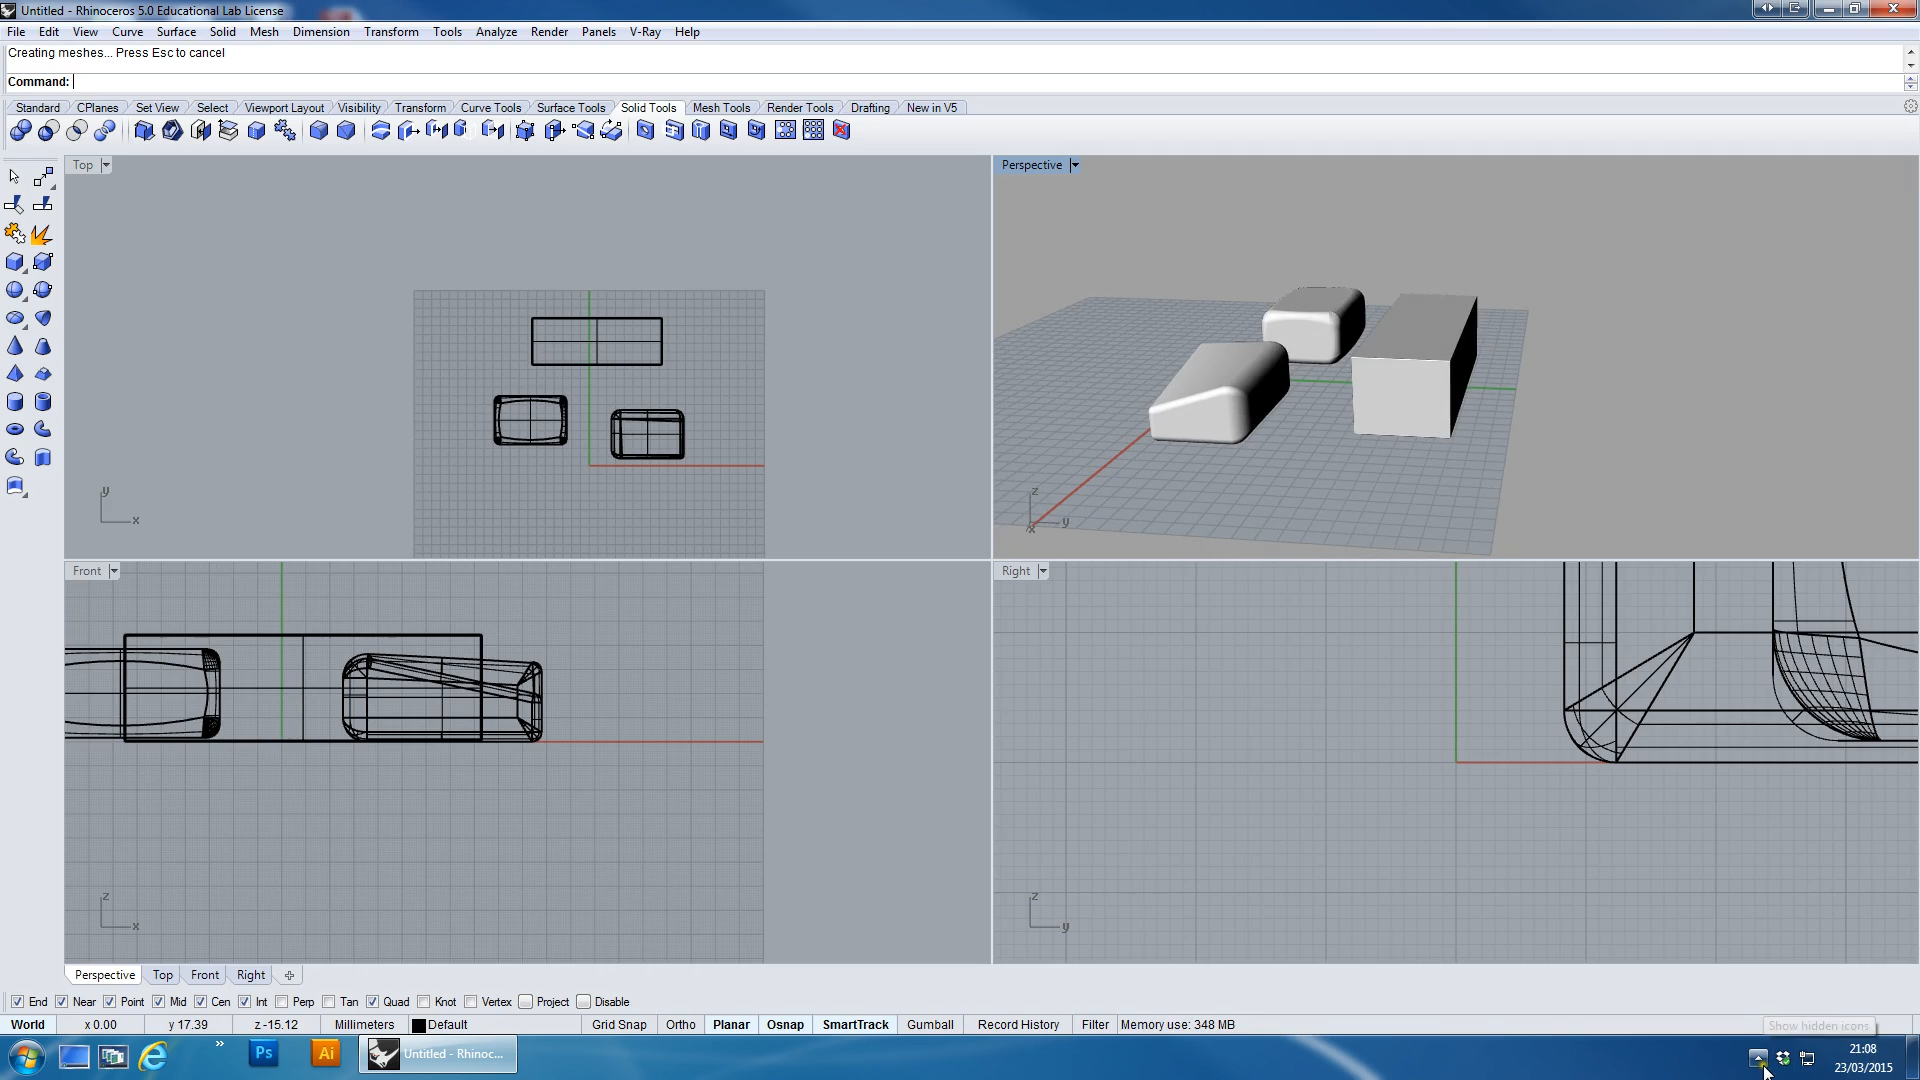 Untitled - Rhinoceros 5.0 Educational Lab License
File Edit View Curve Surface Solid Mesh Dimension Transform Tools Analyze Render Panels V-Ray Help
Creating meshes... Press Esc to cancel
Command:
Standard CPlanes Set View Select Viewport Layout Visibility Transform Curve Tools Surface Tools Solid Tools Mesh Tools Render Tools Drafting New in V5
Top
Perspective
y
x
z
y
x
Front
Right
z
x
z
y
Perspective Top Front Right
End Near Point Mid Cen Int Perp Tan Quad Knot Vertex Project Disable
World x 0.00 y 17.39 z -15.12 Millimeters Default Grid Snap Ortho Planar Osnap SmartTrack Gumball Record History Filter Memory use: 348 MB
Show hidden icons
» Ps Ai Untitled - Rhinoc... 21:08
23/03/2015